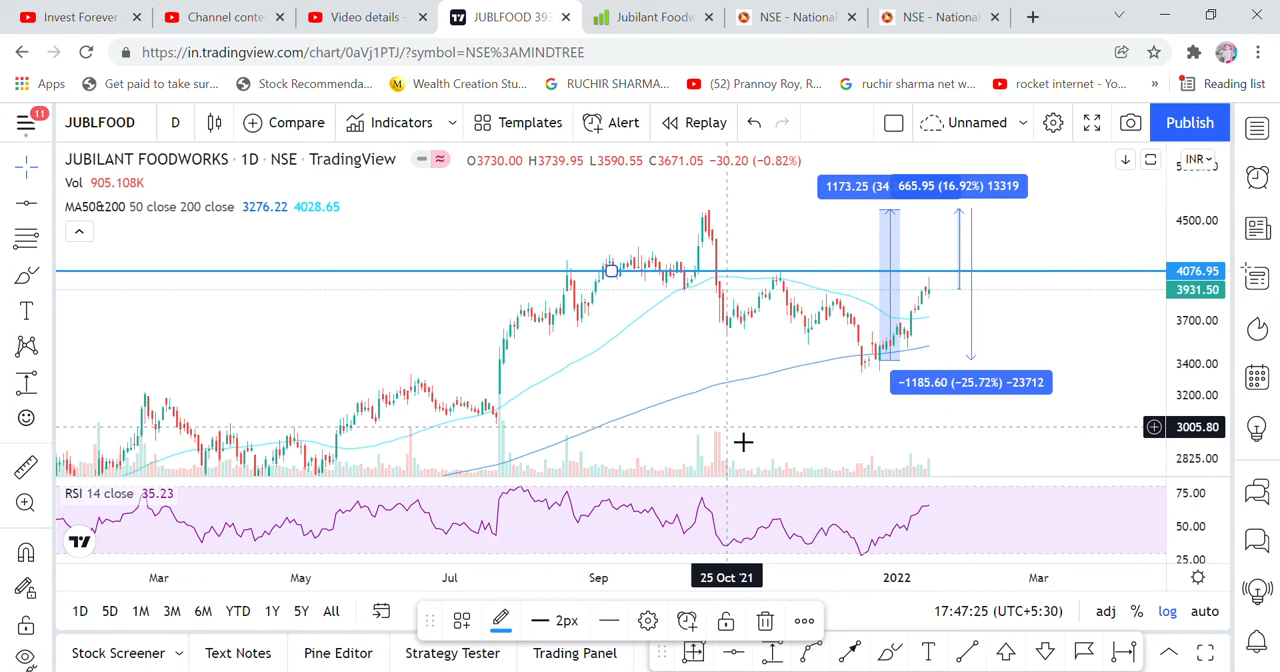 Invest Forever
Channel conte
Video details -
JUBLFOOD 393
Jubilant Foodw
NSE - National
NSE - National
https://in.tradingview.com/chart/0aVj1PTJ/?symbol=NSE%3AMINDTREE
Apps
Get paid to take sur...
Stock Recommenda...
Wealth Creation Stu...
RUCHIR SHARMA...
(52) Prannoy Roy, R...
ruchir sharma net w...
rocket internet - Yo...
»
Reading list
11
JUBLFOOD
D
Compare
Indicators
Templates
Alert
Replay
Unnamed
Publish
JUBILANT FOODWORKS · 1D · NSE · TradingView
O3730.00 H3739.95 L3590.55 C3671.05 −30.20 (−0.82%)
INR
Vol 905.108K
MA50&200 50 close 200 close 3276.22 4028.65
1173.25 (34
665.95 (16.92%) 13319
4500.00
4076.95
3931.50
3700.00
3400.00
−1185.60 (−25.72%) −23712
3200.00
3005.80
2825.00
RSI 14 close 35.23
75.00
50.00
25.00
Mar
May
Jul
Sep
25 Oct '21
2022
Mar
1D
5D
1M
3M
6M
YTD
1Y
5Y
All
2px
17:47:25 (UTC+5:30)
adj
%
log
auto
Stock Screener
Text Notes
Pine Editor
Strategy Tester
Trading Panel